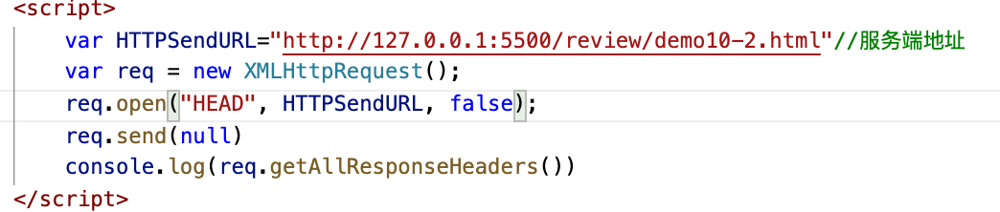 <script>
var HTTPSendURL="http://127.0.0.1:5500/review/demo10-2.html"//服务端地址
var req = new XMLHttpRequest();
req.open("HEAD", HTTPSendURL, false);
req.send(null)
console.log(req.getAllResponseHeaders())
</script>